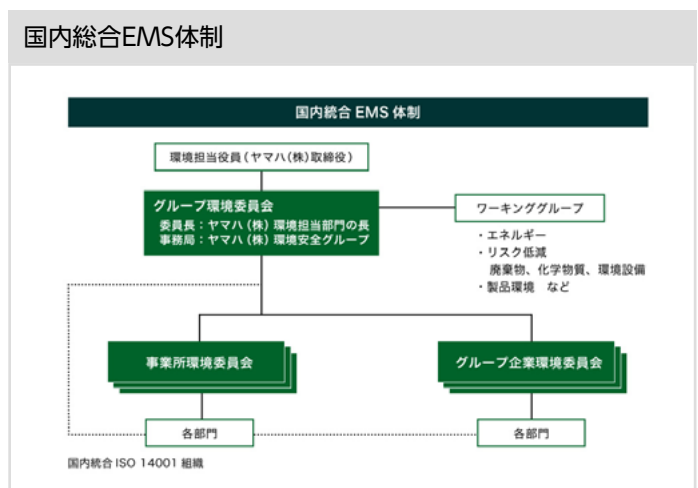 国内総合EMS体制
国内統合 EMS 体制
環境担当役員(ヤマハ(株)取締役)
グループ環境委員会
委員長:ヤマハ(株)環境担当部門の長
事務局:ヤマハ(株)環境安全グループ
ワーキンググループ
・エネルギー
・リスク低減
廃棄物、化学物質、環境設備
・製品環境 など
事業所環境委員会
グループ企業環境委員会
各部門
各部門
国内統合 ISO 14001 組織